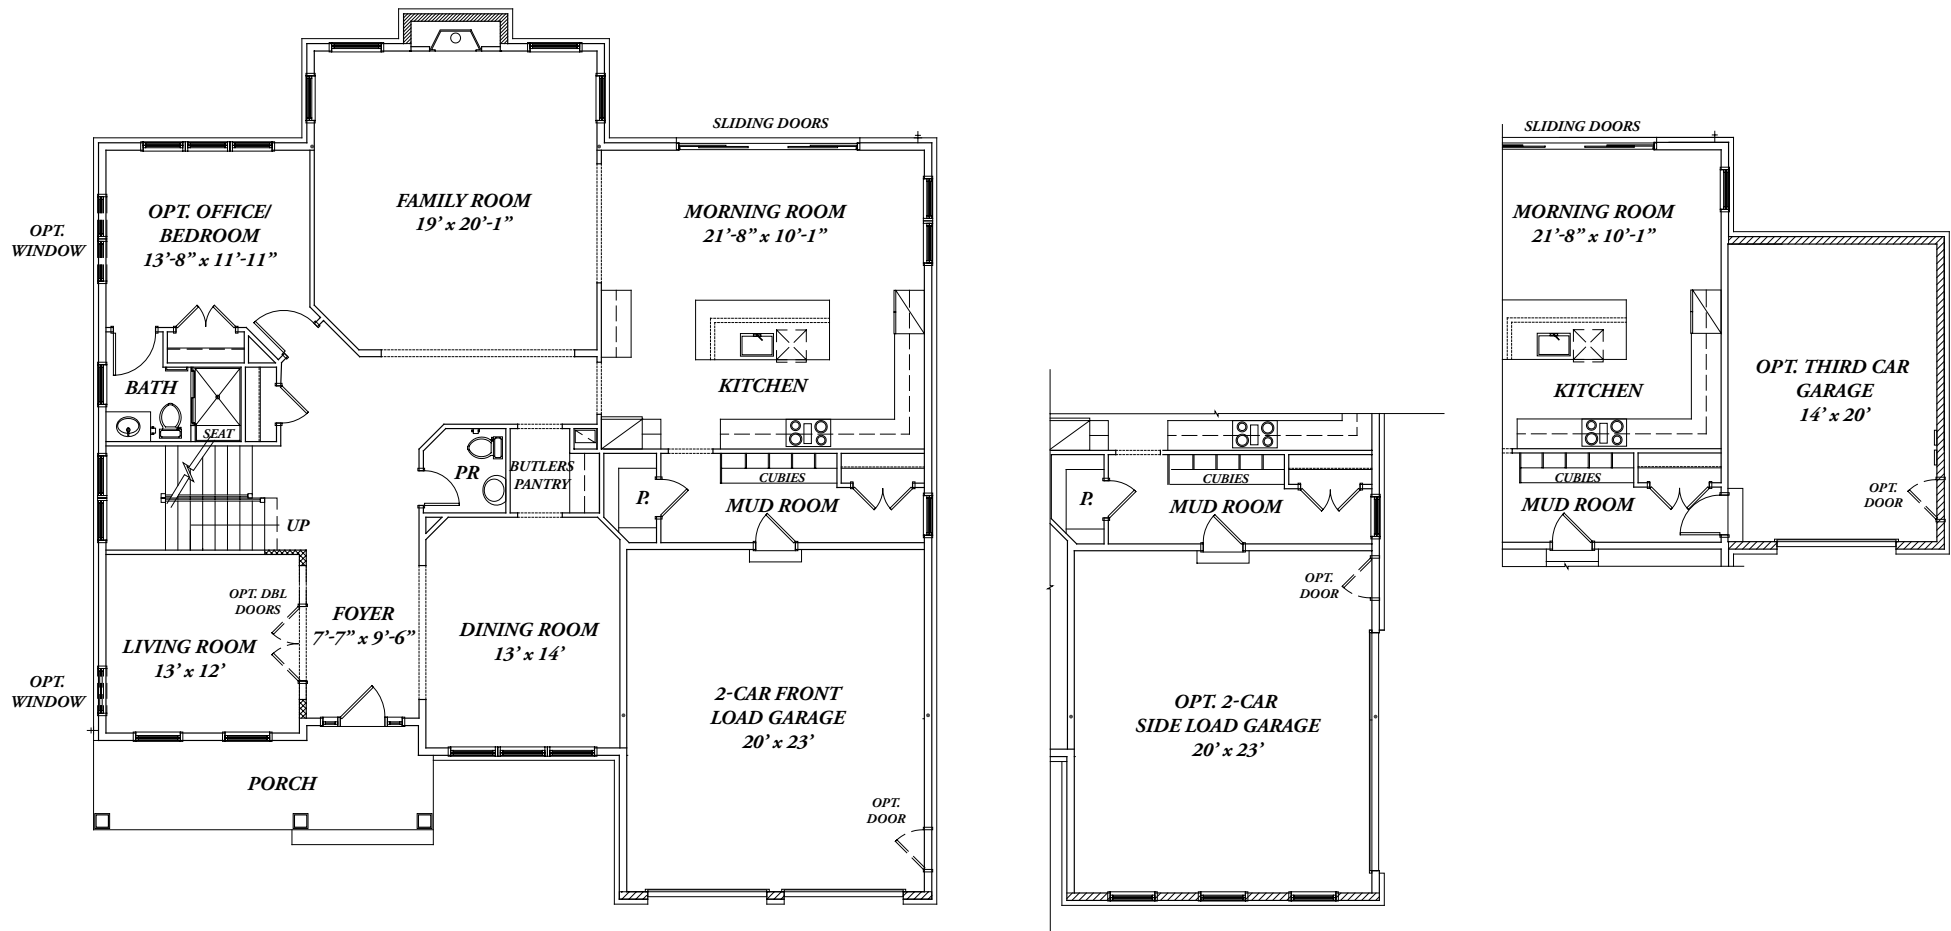 SLIDING DOORS
FAMILY ROOM
19' x 20'-1"
OPT. OFFICE/
BEDROOM
13'-8" x 11'-11"
MORNING ROOM
21'-8" x 10'-1"
OPT.
WINDOW
BATH
SEAT
KITCHEN
PR
BUTLERS
PANTRY
P.
CUBIES
MUD ROOM
UP
OPT. DBL
DOORS
FOYER
7'-7" x 9'-6"
LIVING ROOM
13' x 12'
DINING ROOM
13' x 14'
OPT.
WINDOW
2-CAR FRONT
LOAD GARAGE
20' x 23'
PORCH
OPT.
DOOR
P.
CUBIES
MUD ROOM
OPT.
DOOR
OPT. 2-CAR
SIDE LOAD GARAGE
20' x 23'
SLIDING DOORS
MORNING ROOM
21'-8" x 10'-1"
KITCHEN
OPT. THIRD CAR
GARAGE
14' x 20'
CUBIES
MUD ROOM
OPT.
DOOR